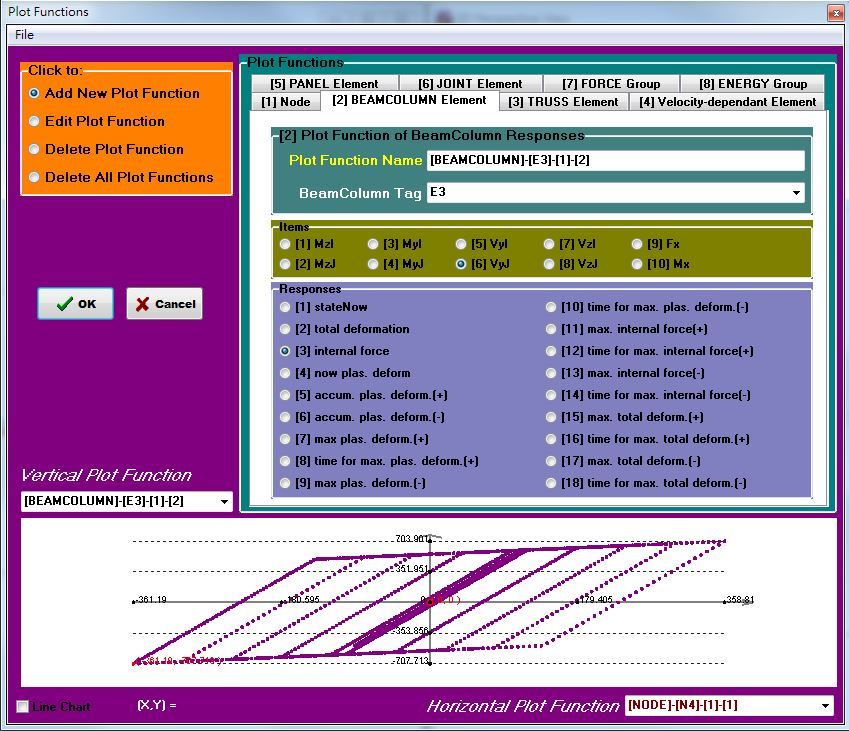 Plot Functions
File
Click to:
Add New Plot Function
Edit Plot Function
Delete Plot Function
Delete All Plot Functions
OK
Cancel
Plot Functions
[5] PANEL Element
[6] JOINT Element
[7] FORCE Group
[8] ENERGY Group
[1] Node
[2] BEAMCOLUMN Element
[3] TRUSS Element
[4] Velocity-dependant Element
[2] Plot Function of BeamColumn Responses
Plot Function Name
[BEAMCOLUMN]-[E3]-[1]-[2]
BeamColumn Tag
E3
Items
[1] MzI
[3] MyI
[5] VyI
[7] VzI
[9] Fx
[2] MzJ
[4] MyJ
[6] VyJ
[8] VzJ
[10] Mx
Responses
[1] stateNow
[2] total deformation
[3] internal force
[4] now plas. deform
[5] accum. plas. deform.(+)
[6] accum. plas. deform.(-)
[7] max plas. deform.(+)
[8] time for max. plas. deform.(+)
[9] max plas. deform.(-)
[10] time for max. plas. deform.(-)
[11] max. internal force(+)
[12] time for max. internal force(+)
[13] max. internal force(-)
[14] time for max. internal force(-)
[15] max. total deform.(+)
[16] time for max. total deform.(+)
[17] max. total deform.(-)
[18] time for max. total deform.(-)
Vertical Plot Function
[BEAMCOLUMN]-[E3]-[1]-[2]
703.901
351.951
-361.19
-180.595
179.405
358.81
-353.856
-707.713
Line Chart
(X,Y) =
Horizontal Plot Function
[NODE]-[N4]-[1]-[1]